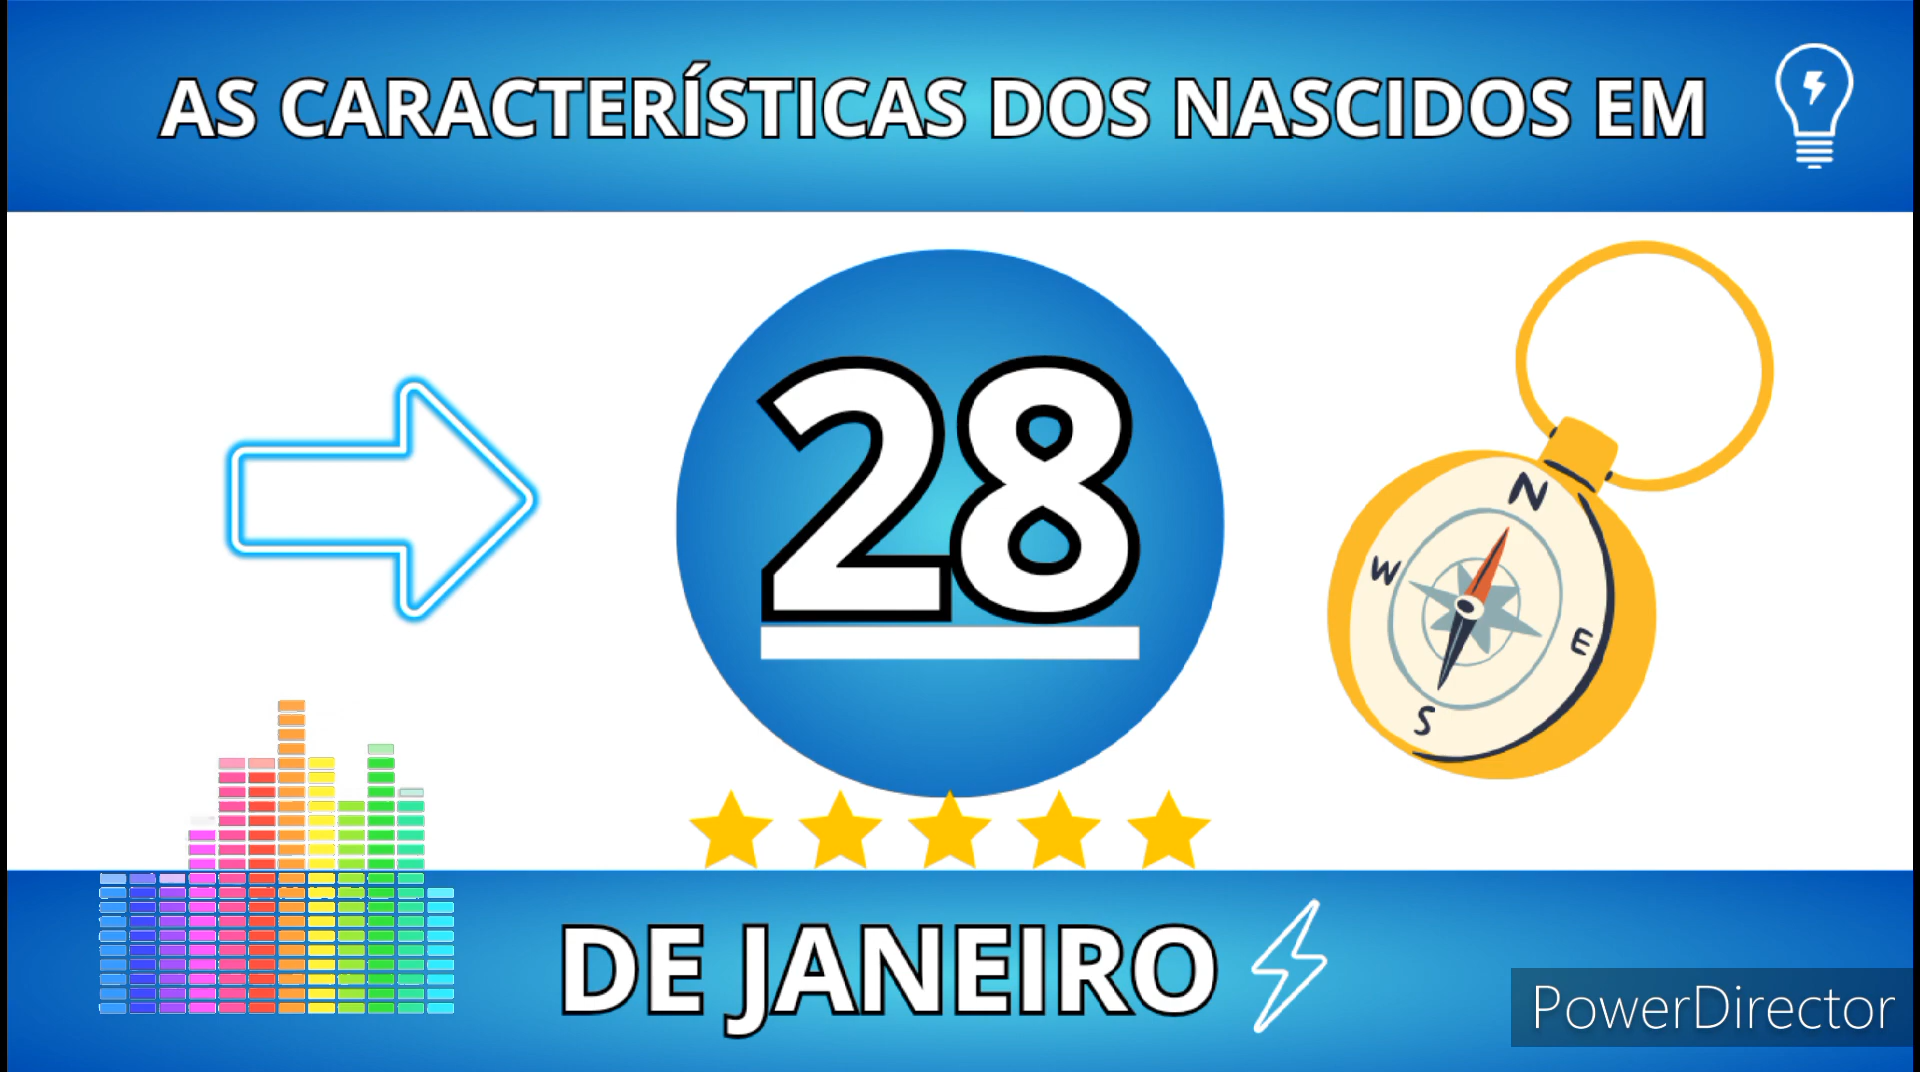 AS CARACTERÍSTICAS DOS NASCIDOS EM
28
N
W
E
S
DE JANEIRO
PowerDirector